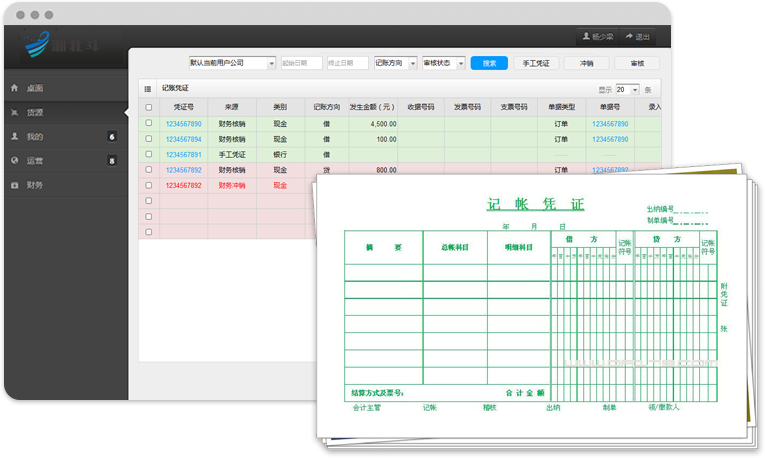 杨少梁 退出
默认当前用户公司 起始日期 终止日期 记账方向 审核状态 搜索 手工凭证 冲销 审核
桌面
货源
我的 6
运营 8
财务
记账凭证 显示 20 条
凭证号 来源 类别 记账方向 发生金额（元） 收据号码 发票号码 支票号码 单据类型 单据号 录入
1234567890 财务核销 现金 借 4,500.00 订单 1234567890
1234567894 财务核销 现金 借 100.00 订单 1234567890
1234567891 手工凭证 银行 借
1234567892 财务核销 现金 贷 800.00 订单 1234567892
1234567892 财务冲销 现金
记 帐 凭 证
年 月 日
出纳编号
制单编号
摘 要 总帐科目 明细科目 借 方 记账符号 贷 方 记账符号
附凭证 张
结算方式及票号： 合 计 金 额
会计主管 记帐 稽核 出纳 制单 领/缴款人